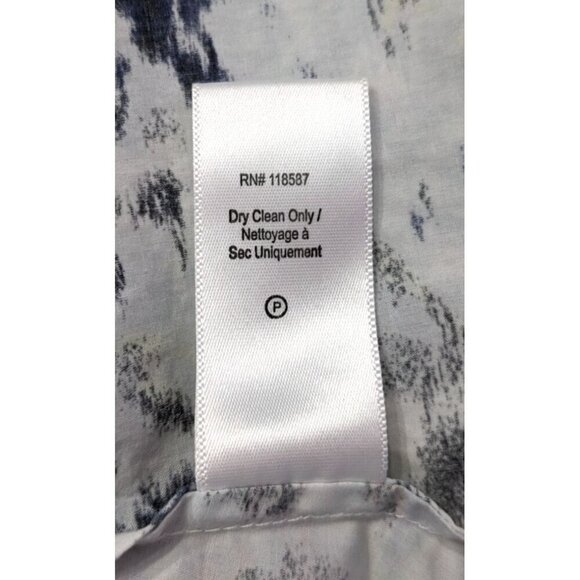 RN# 118587
Dry Clean Only /
Nettoyage à
Sec Uniquement
P